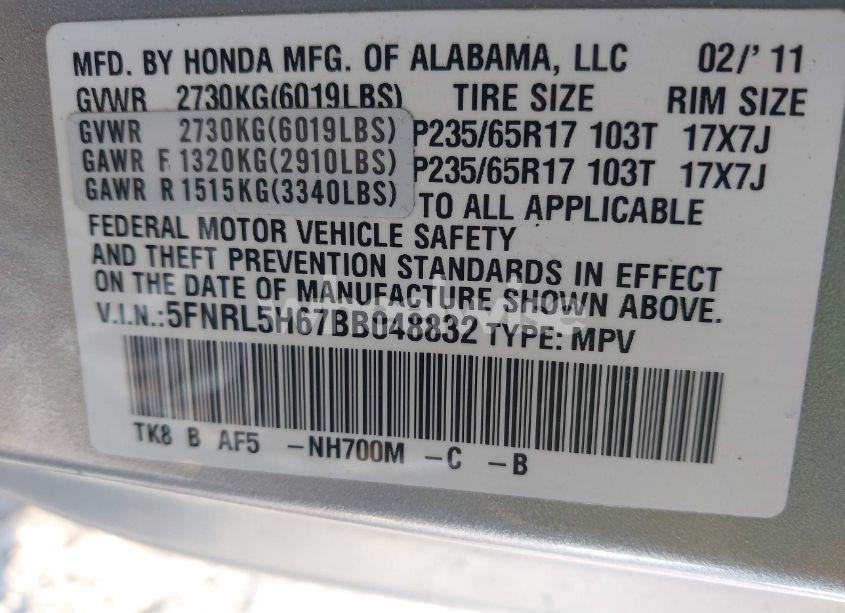 MFD. BY HONDA MFG. OF ALABAMA, LLC 02/' 11
GVWR 2730KG(6019LBS) TIRE SIZE RIM SIZE
GVWR 2730KG(6019LBS) P235/65R17 103T 17X7J
GAWR F 1320KG(2910LBS) P235/65R17 103T 17X7J
GAWR R 1515KG(3340LBS) TO ALL APPLICABLE
FEDERAL MOTOR VEHICLE SAFETY
AND THEFT PREVENTION STANDARDS IN EFFECT
ON THE DATE OF MANUFACTURE SHOWN ABOVE.
V.I.N.:5FNRL5H67BB048832 TYPE: MPV
TK8 B AF5 -NH700M -C -B